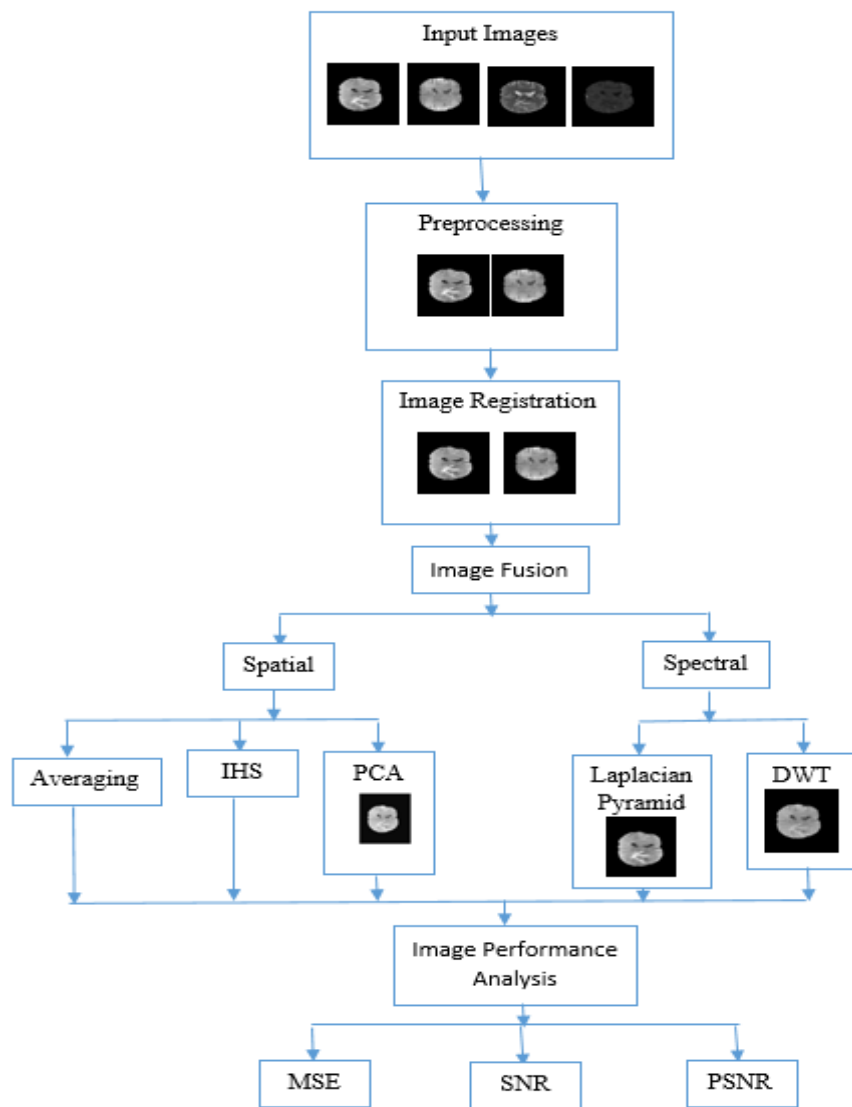 Input Images
Preprocessing
Image Registration
Image Fusion
Spatial
Spectral
Averaging
IHS
PCA
Laplacian
Pyramid
DWT
Image Performance
Analysis
MSE
SNR
PSNR